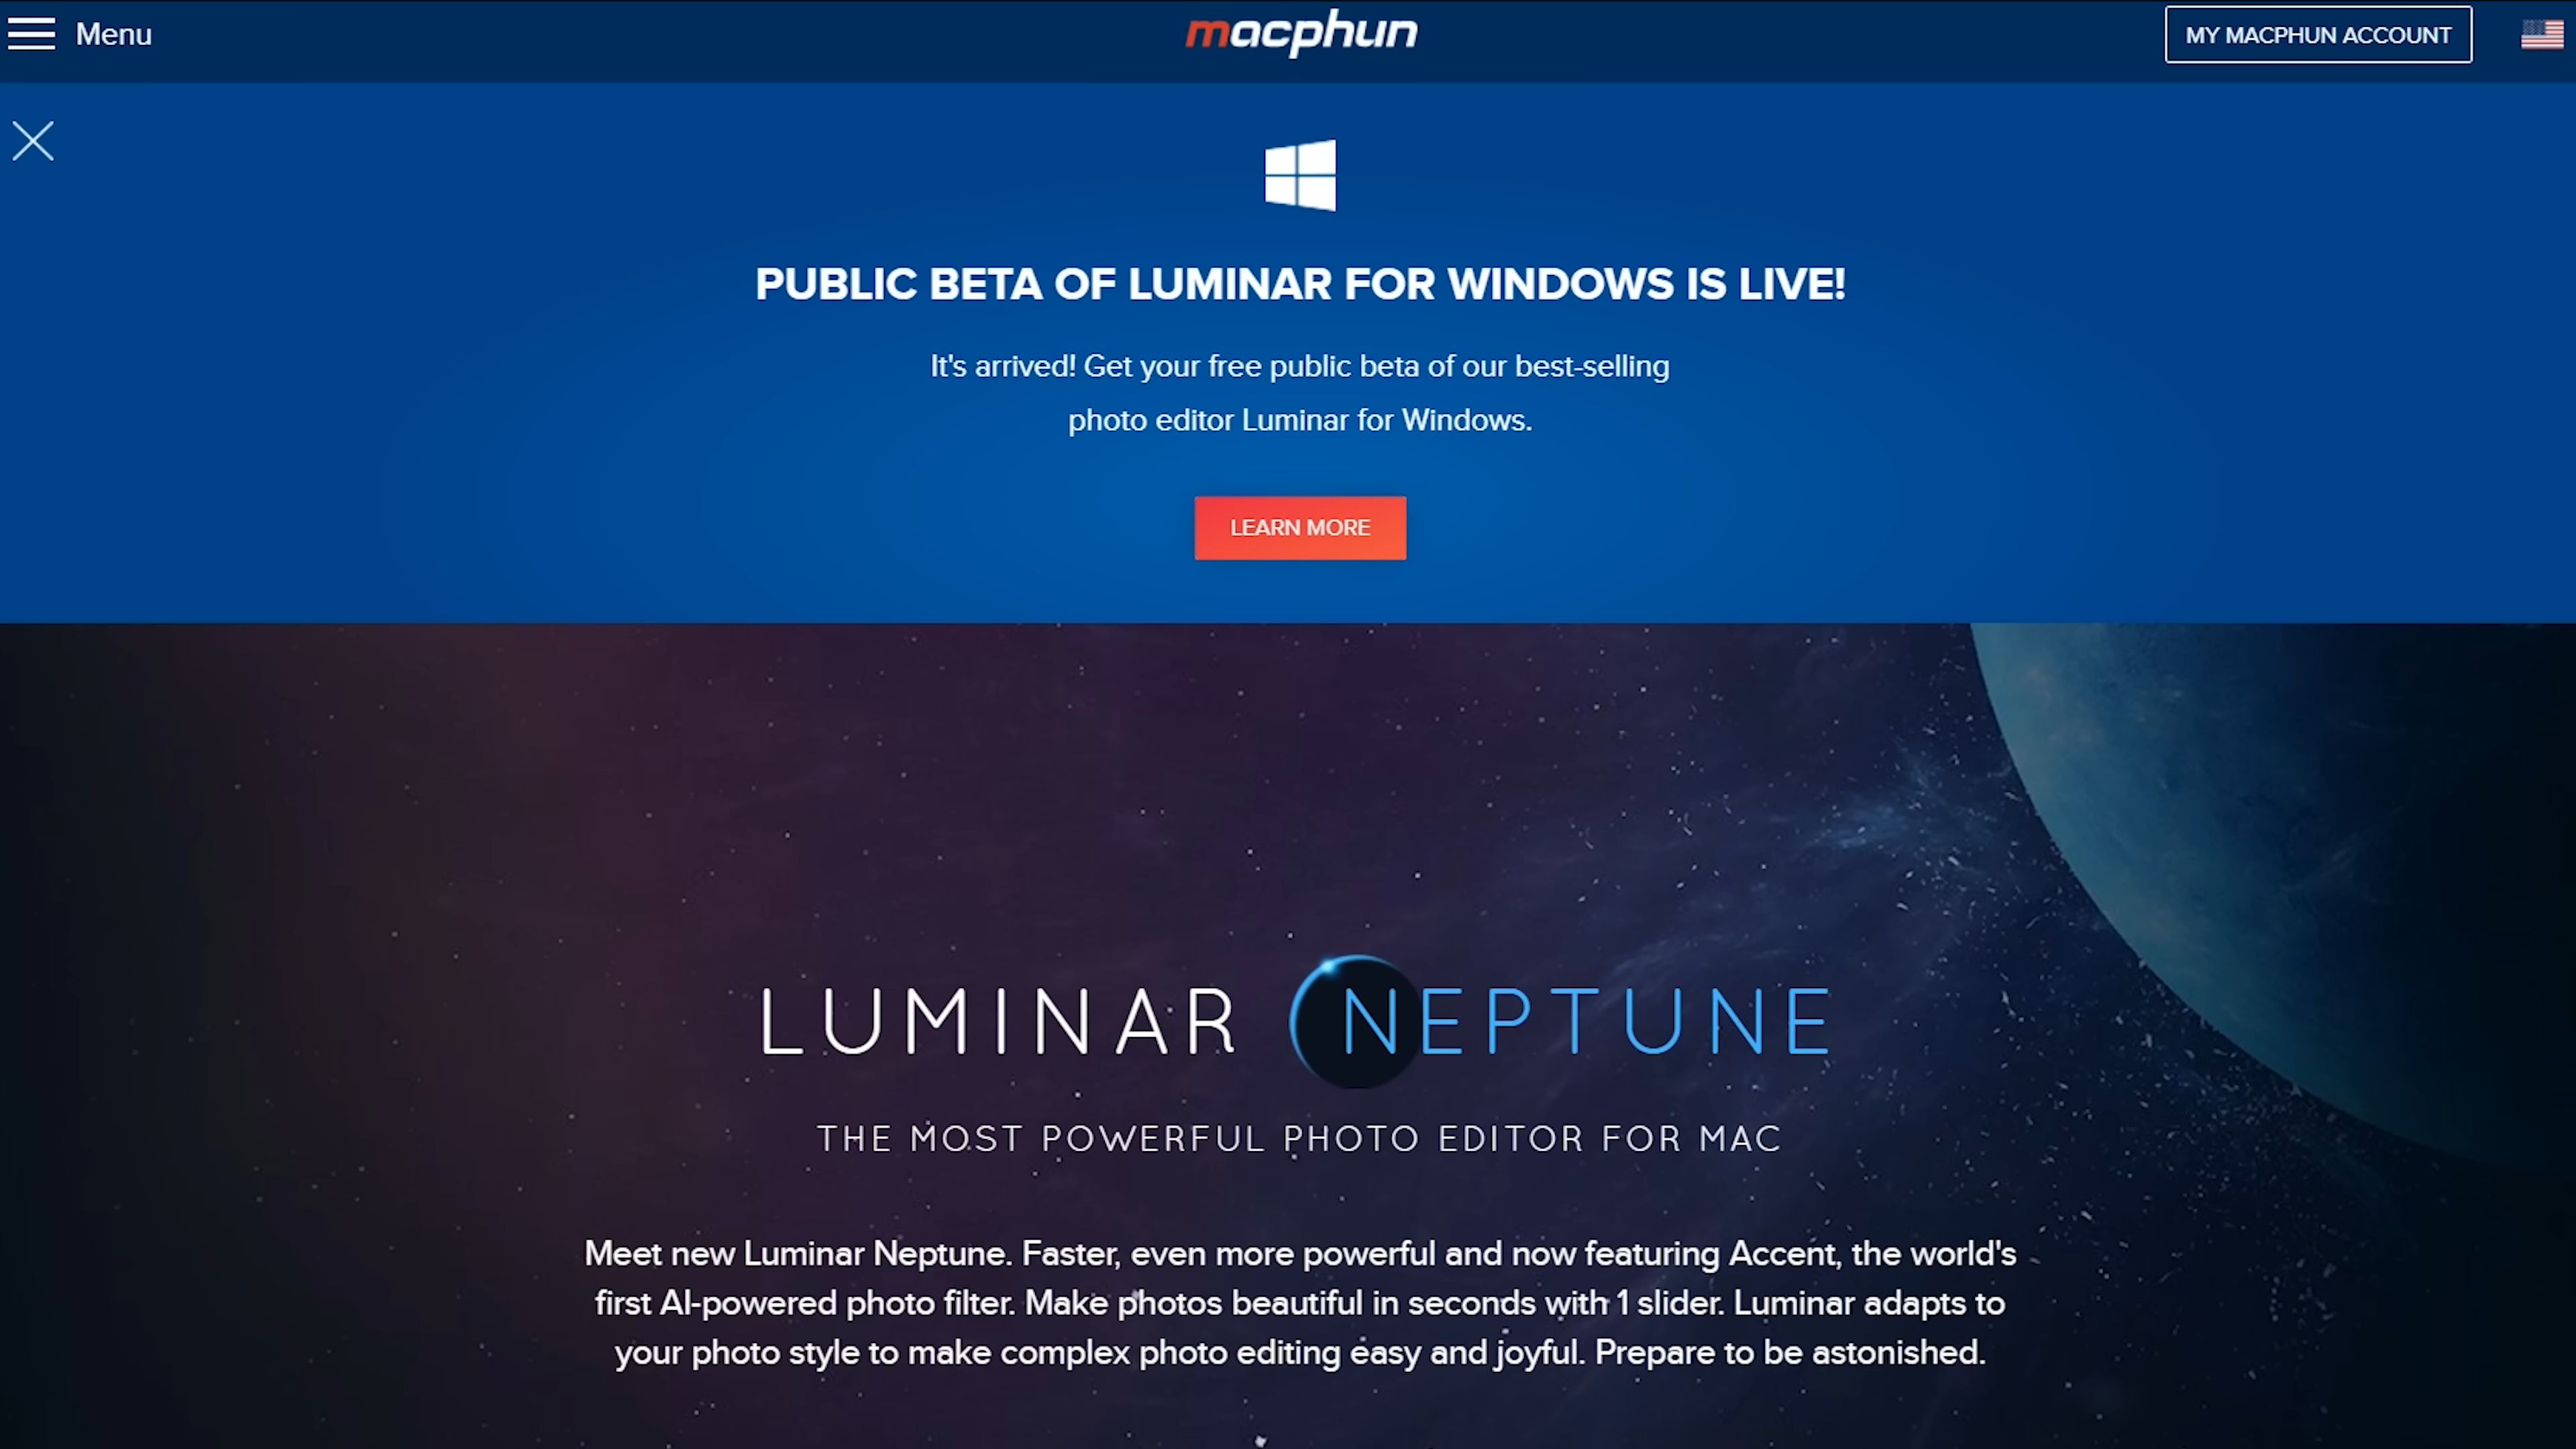 Menu
macphun
MY MACPHUN ACCOUNT
PUBLIC BETA OF LUMINAR FOR WINDOWS IS LIVE!
It's arrived! Get your free public beta of our best-selling
photo editor Luminar for Windows.
LEARN MORE
LUMINAR NEPTUNE
THE MOST POWERFUL PHOTO EDITOR FOR MAC
Meet new Luminar Neptune. Faster, even more powerful and now featuring Accent, the world's
first AI-powered photo filter. Make photos beautiful in seconds with 1 slider. Luminar adapts to
your photo style to make complex photo editing easy and joyful. Prepare to be astonished.